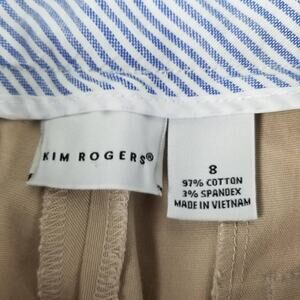 KIM ROGERS®
8
97% COTTON
3% SPANDEX
MADE IN VIETNAM